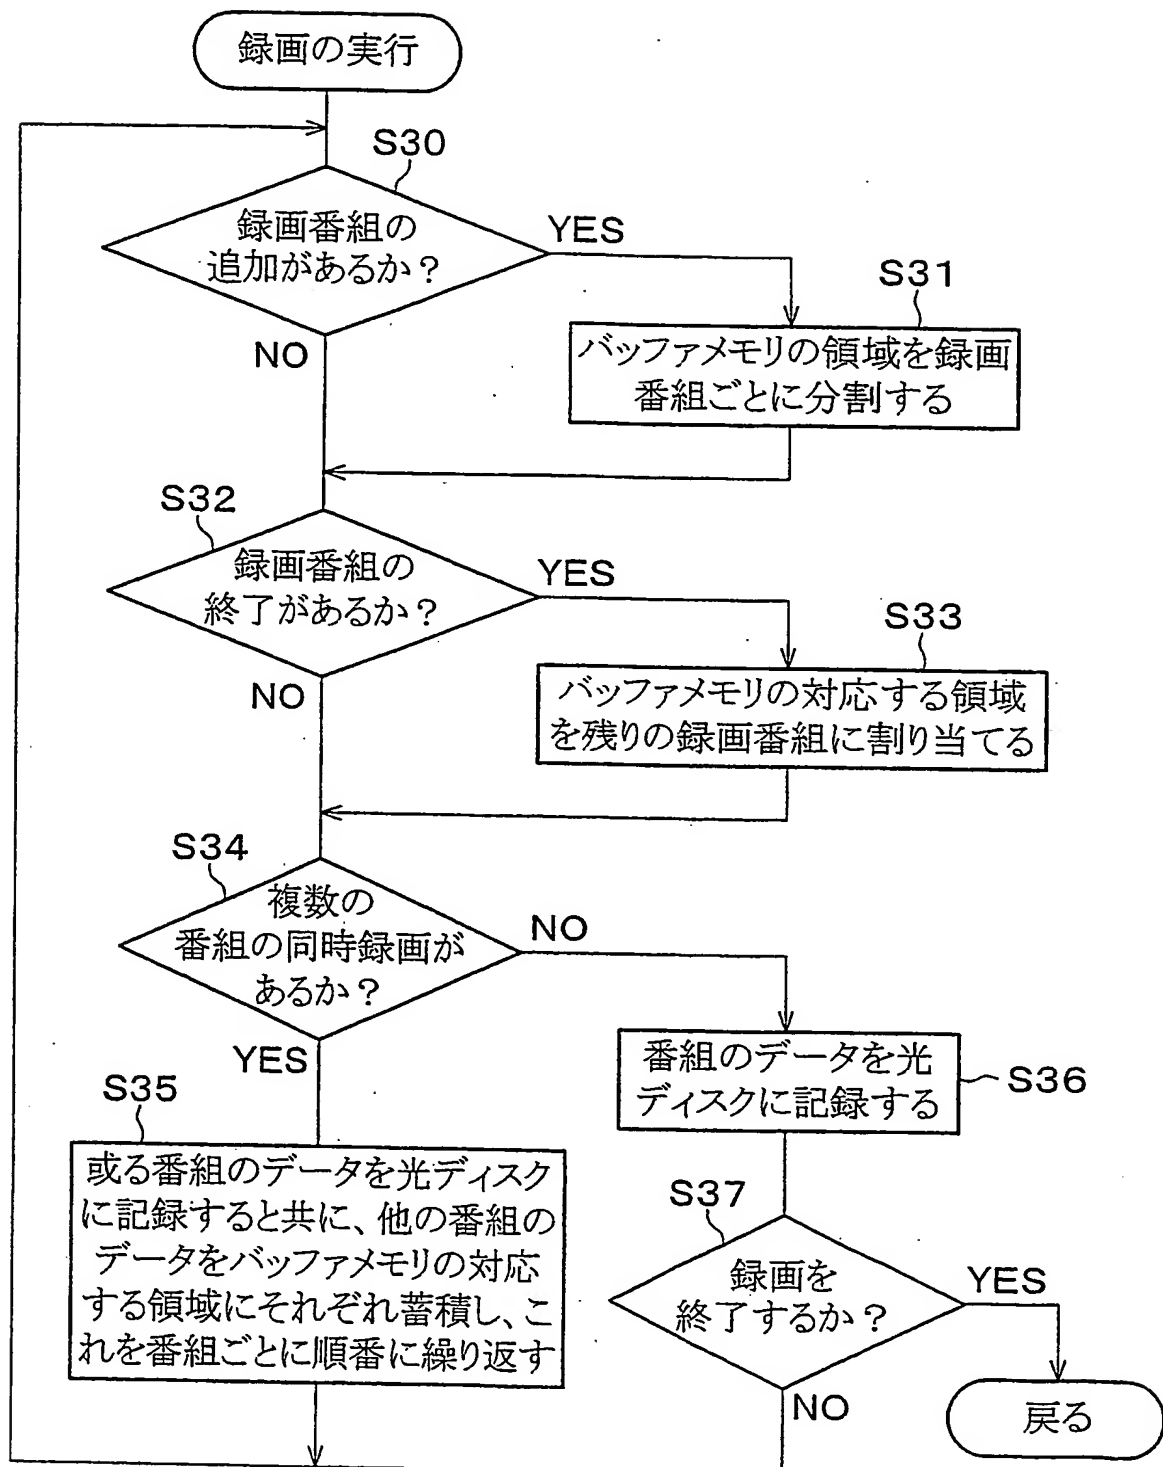 録画の実行
S30
録画番組の
追加があるか？
YES
NO
S31
バッファメモリの領域を録画
番組ごとに分割する
S32
録画番組の
終了があるか？
YES
NO
S33
バッファメモリの対応する領域
を残りの録画番組に割り当てる
S34
複数の
番組の同時録画が
あるか？
NO
YES
S35
或る番組のデータを光ディスク
に記録すると共に、他の番組の
データをバッファメモリの対応
する領域にそれぞれ蓄積し、こ
れを番組ごとに順番に繰り返す
番組のデータを光
ディスクに記録する
S36
S37
録画を
終了するか？
YES
NO
戻る